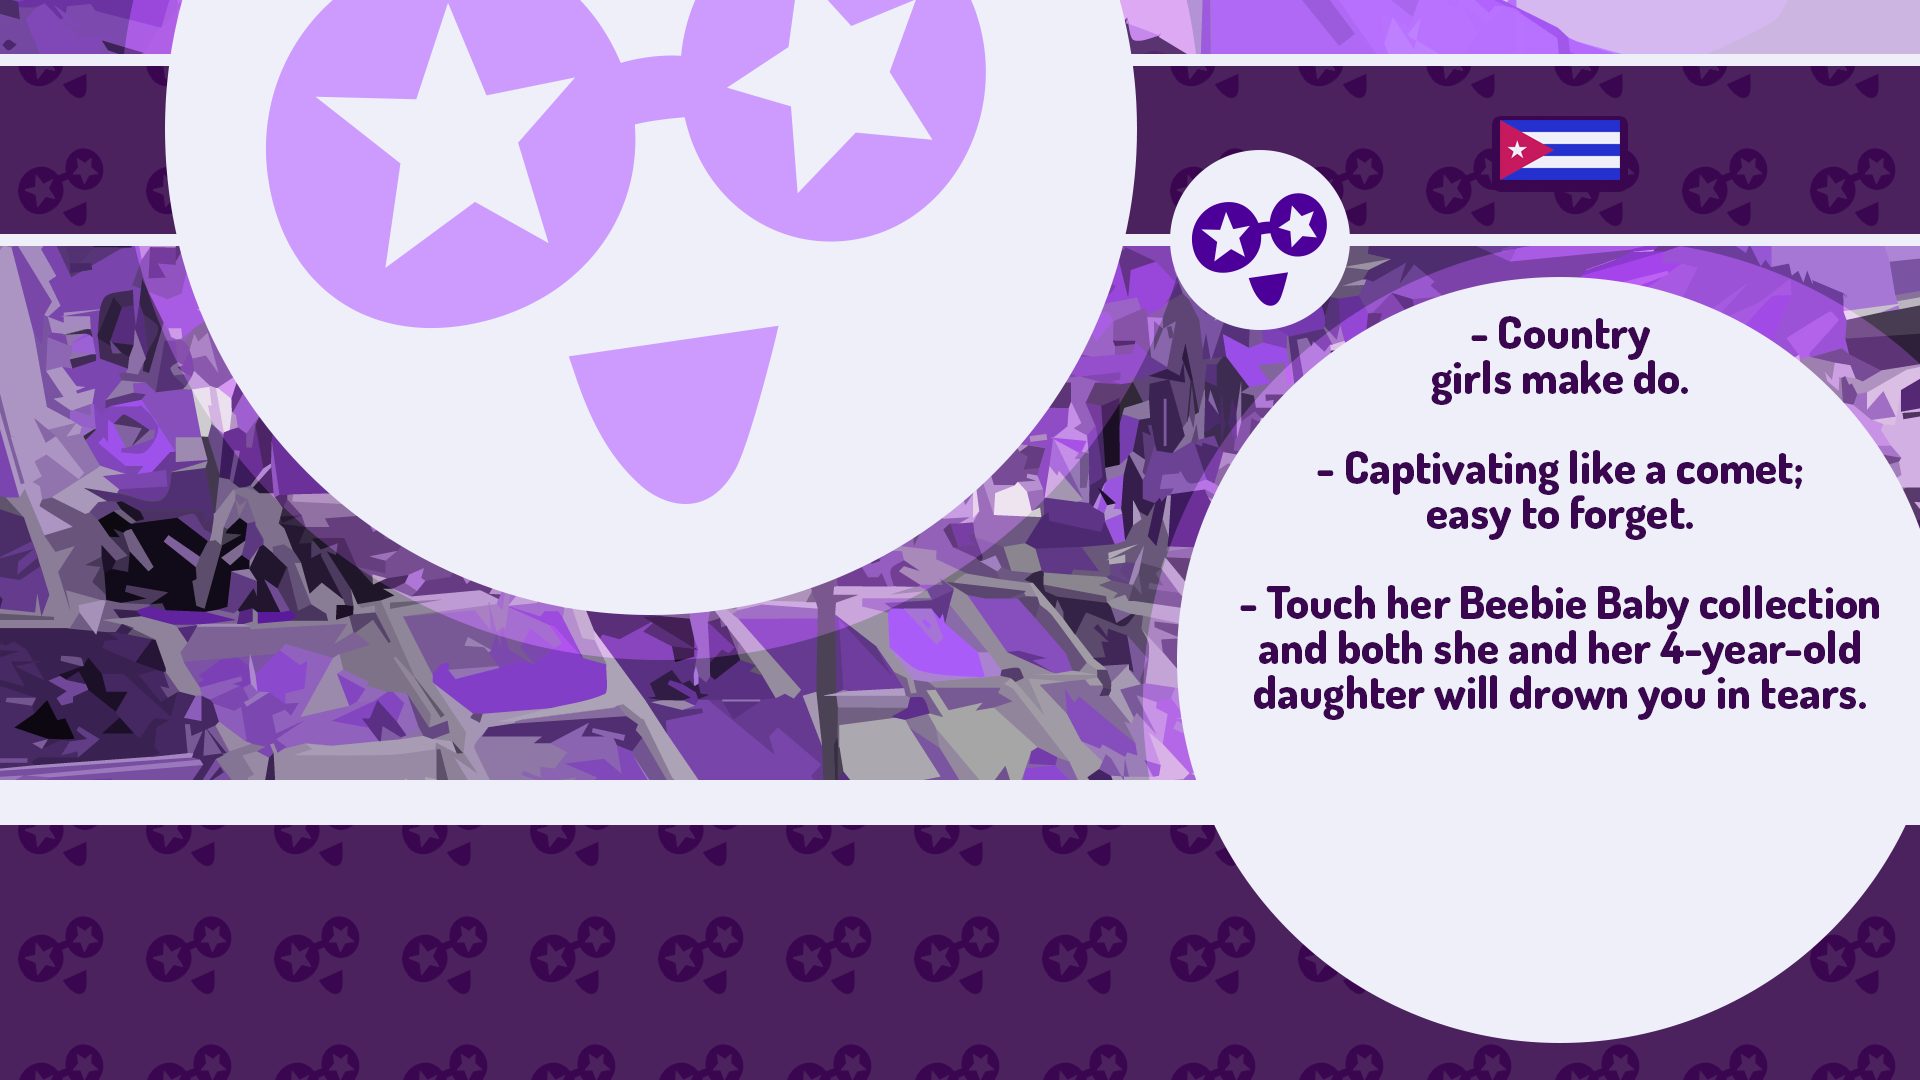 - Country
girls make do.
- Captivating like a comet;
easy to forget.
- Touch her Beebie Baby collection
and both she and her 4-year-old
daughter will drown you in tears.